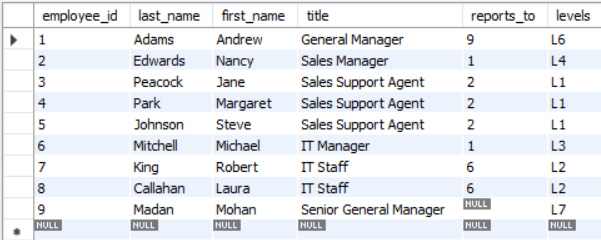 employee_id last_name first_name title reports_to levels
1 Adams Andrew General Manager 9 L6
2 Edwards Nancy Sales Manager 1 L4
3 Peacock Jane Sales Support Agent 2 L1
4 Park Margaret Sales Support Agent 2 L1
5 Johnson Steve Sales Support Agent 2 L1
6 Mitchell Michael IT Manager 1 L3
7 King Robert IT Staff 6 L2
8 Callahan Laura IT Staff 6 L2
9 Madan Mohan Senior General Manager NULL L7
NULL NULL NULL NULL NULL NULL